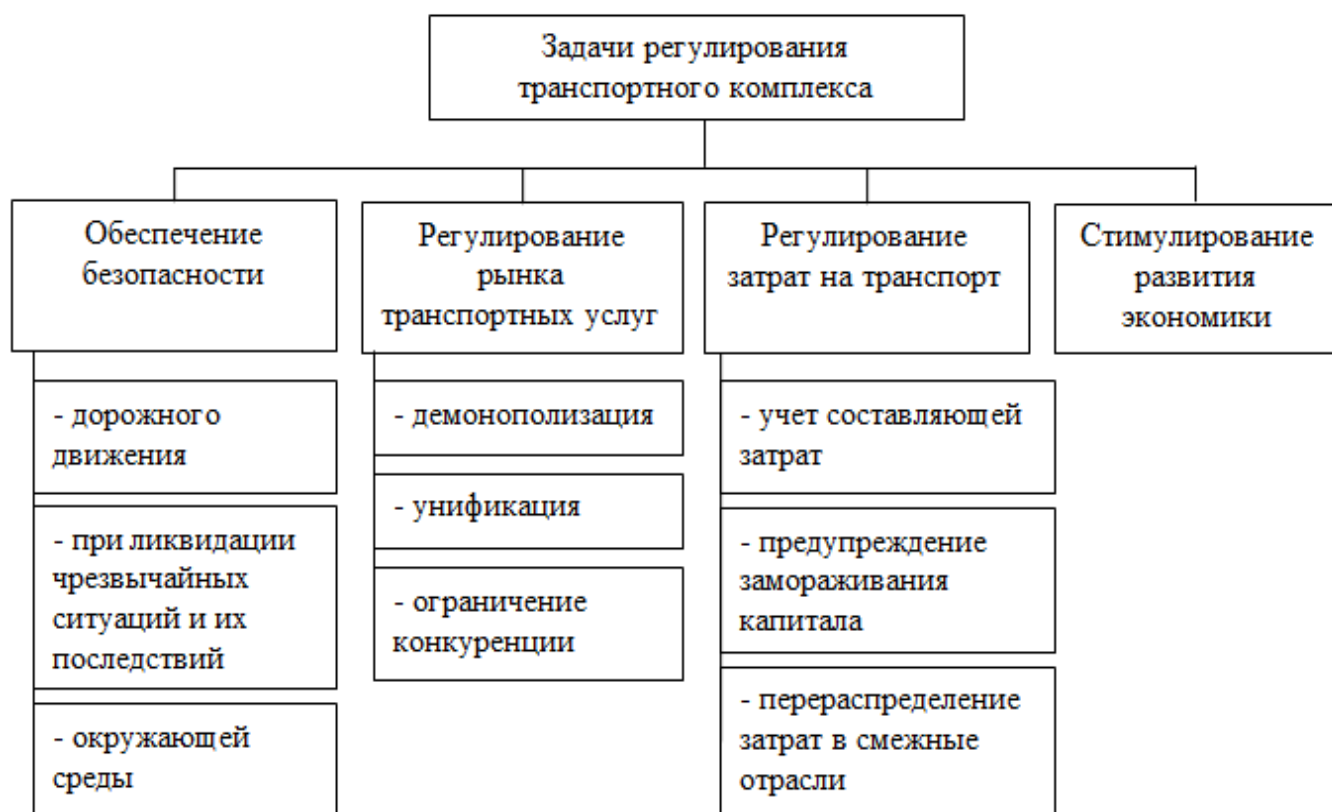 Задачи регулирования
транспортного комплекса
Обеспечение
безопасности
Регулирование
рынка
транспортных услуг
Регулирование
затрат на транспорт
Стимулирование
развития
экономики
- дорожного
движения
- при ликвидации
чрезвычайных
ситуаций и их
последствий
- окружающей
среды
- демонополизация
- унификация
- ограничение
конкуренции
- учет составляющей
затрат
- предупреждение
замораживания
капитала
- перераспределение
затрат в смежные
отрасли